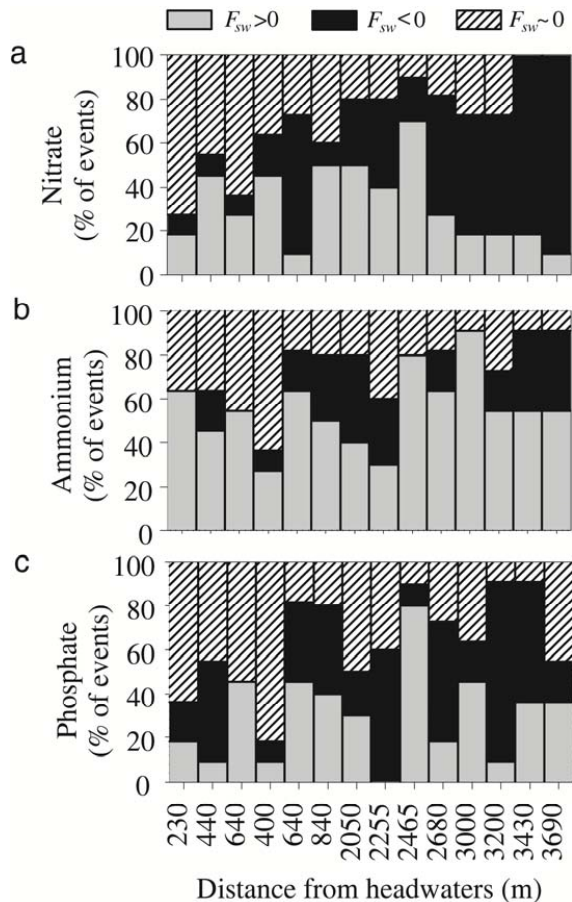 F_sw>0 F_sw<0 F_sw~0
a
100
80
60
40
20
0
Nitrate
(% of events)
b
100
80
60
40
20
0
Ammonium
(% of events)
c
100
80
60
40
20
0
Phosphate
(% of events)
230 440 640 400 640 840 2050 2255 2465 2680 3000 3200 3430 3690
Distance from headwaters (m)